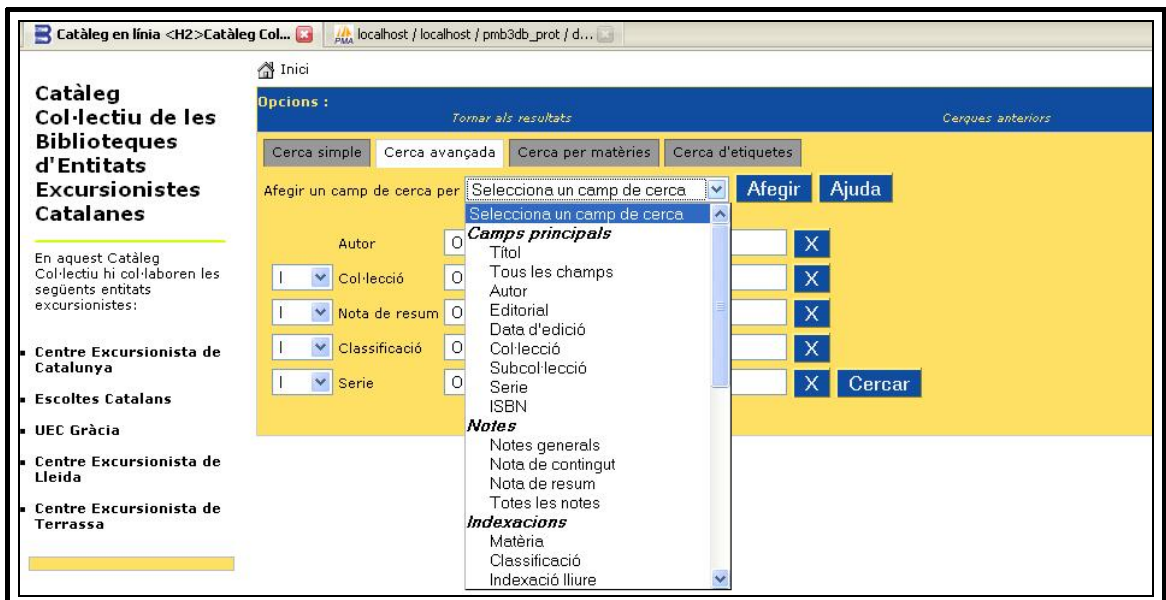 Catàleg en línia <H2>Catàleg Col...
PMA localhost / localhost / pmb3db_prot / d...
Catàleg
Col·lectiu de les
Biblioteques
d'Entitats
Excursionistes
Catalanes
En aquest Catàleg
Col·lectiu hi col·laboren les
següents entitats
excursionistes:
Centre Excursionista de
Catalunya
Escoltes Catalans
UEC Gràcia
Centre Excursionista de
Lleida
Centre Excursionista de
Terrassa
Inici
Opcions :
Tornar als resultats Cerques anteriors
Cerca simple Cerca avançada Cerca per matèries Cerca d'etiquetes
Afegir un camp de cerca per Selecciona un camp de cerca Afegir Ajuda
Selecciona un camp de cerca
Camps principals
Títol
Tous les champs
Autor
Editorial
Data d'edició
Col·lecció
Subcol·lecció
Serie
ISBN
Notes
Notes generals
Nota de contingut
Nota de resum
Totes les notes
Indexacions
Matèria
Classificació
Indexació lliure
Autor O X
I Col·lecció O X
I Nota de resum O X
I Classificació O X
I Serie O X Cercar